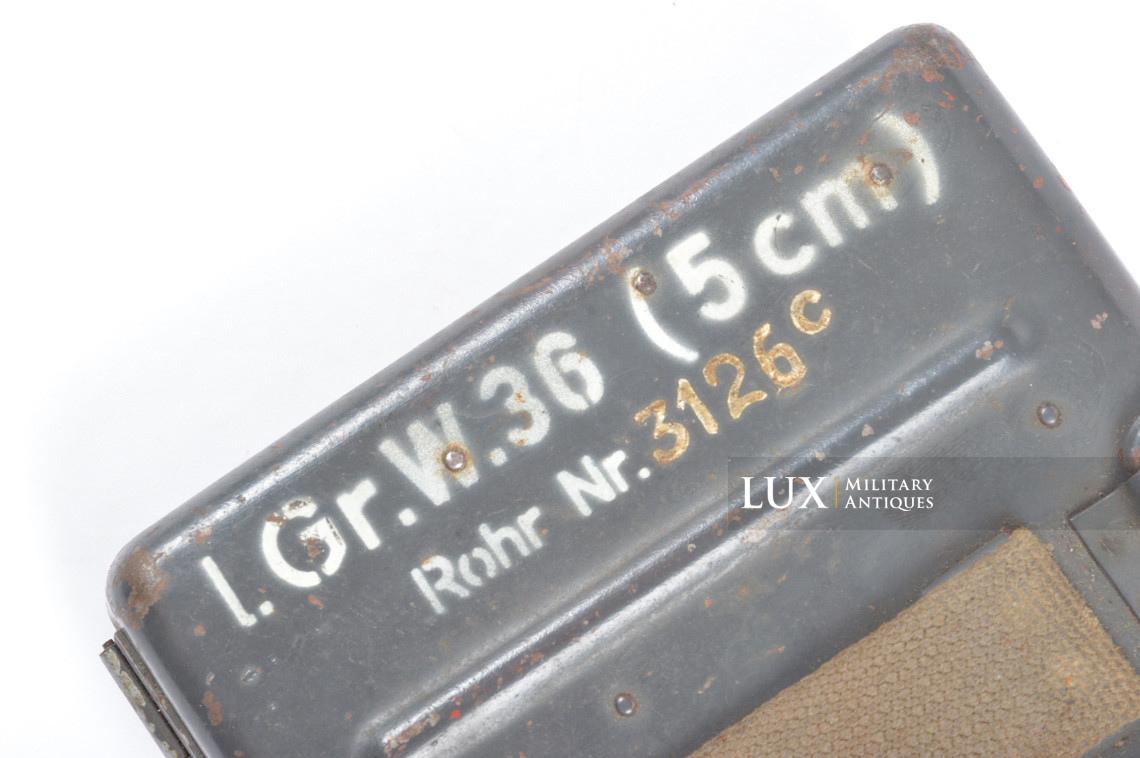 l.Gr.W.36 (5cm)
Rohr Nr.3126c
LUX MILITARY ANTIQUES